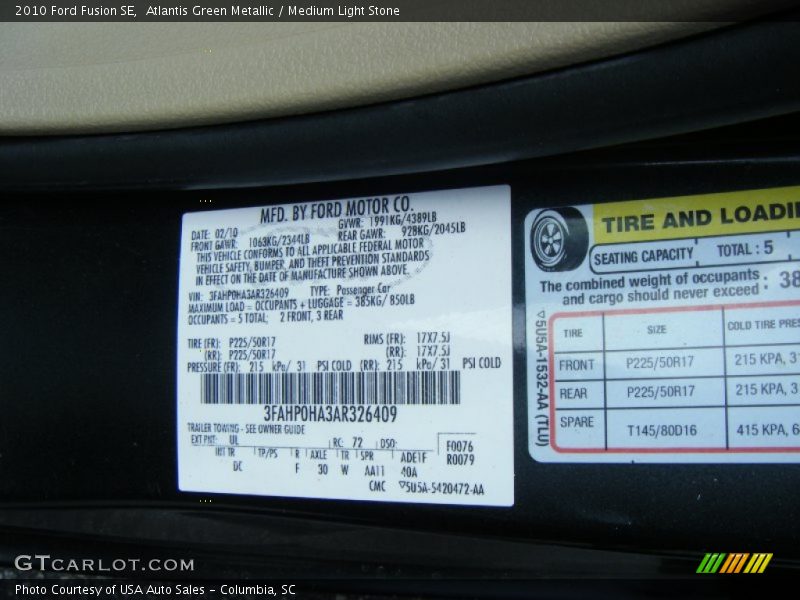 2010 Ford Fusion SE,  Atlantis Green Metallic / Medium Light Stone
MFD. BY FORD MOTOR CO.
DATE: 02/10 GVWR: 1991KG/4389LB
FRONT GAWR: 1063KG/2344LB REAR GAWR: 928KG/2045LB
THIS VEHICLE CONFORMS TO ALL APPLICABLE FEDERAL MOTOR
VEHICLE SAFETY, BUMPER, AND THEFT PREVENTION STANDARDS
IN EFFECT ON THE DATE OF MANUFACTURE SHOWN ABOVE.
VIN: 3FAHP0HA3AR326409 TYPE: Passenger Car
MAXIMUM LOAD = OCCUPANTS + LUGGAGE = 385KG/ 850LB
OCCUPANTS = 5 TOTAL; 2 FRONT, 3 REAR
TIRE (FR): P225/50R17 RIMS (FR): 17X7.5J
(RR): P225/50R17 (RR): 17X7.5J
PRESSURE (FR): 215 kPa/ 31 PSI COLD (RR): 215 kPa/ 31 PSI COLD
3FAHP0HA3AR326409
TRAILER TOWING - SEE OWNER GUIDE
EXT PNT: UL RC: 72 DSO: F0076
INT TR TP/PS R AXLE TR SPR ADE1F R0079
DC F 30 W AA11 40A
CMC ▽5U5A-5420472-AA
TIRE AND LOADI
SEATING CAPACITY TOTAL : 5
The combined weight of occupants
and cargo should never exceed : 38
TIRE SIZE COLD TIRE PRES
FRONT P225/50R17 215 KPA, 31
REAR P225/50R17 215 KPA, 3
SPARE T145/80D16 415 KPA, 6
▽5U5A-1532-AA (TLU)
GTCARLOT.COM
Photo Courtesy of USA Auto Sales - Columbia, SC